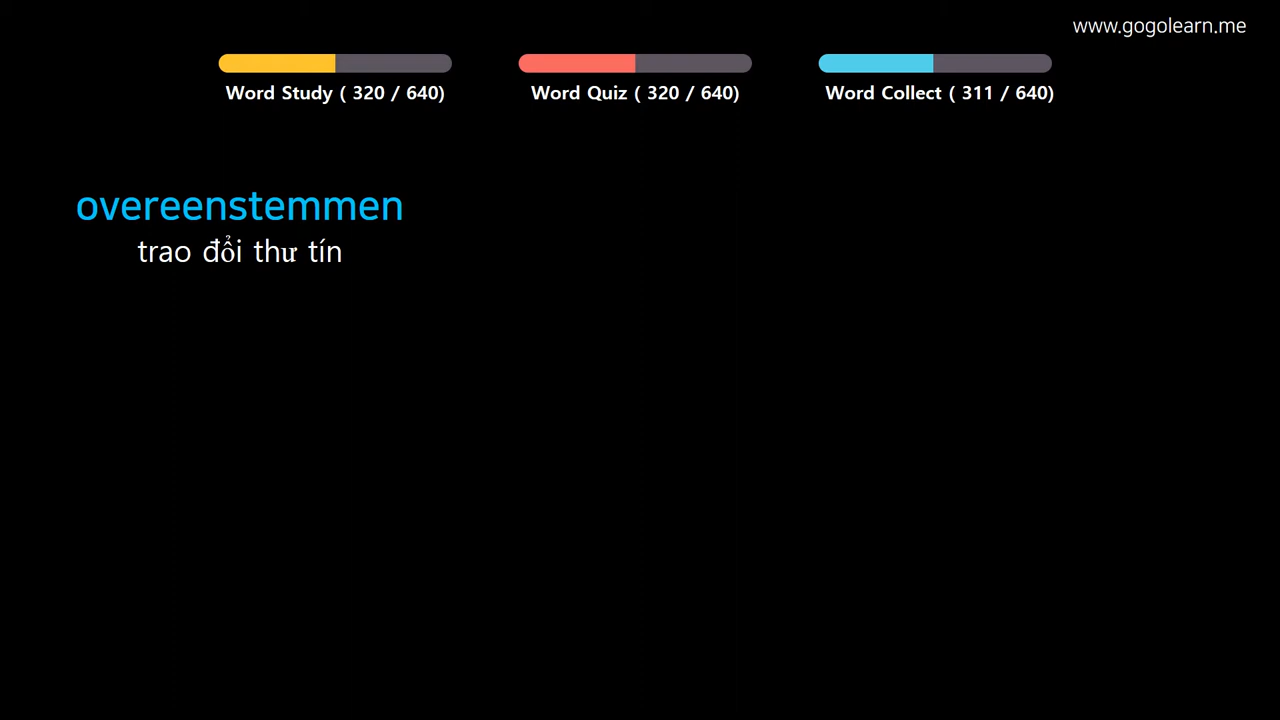 www.gogolearn.me
Word Study ( 320 / 640)
Word Quiz ( 320 / 640)
Word Collect ( 311 / 640)
overeenstemmen
trao đổi thư tín